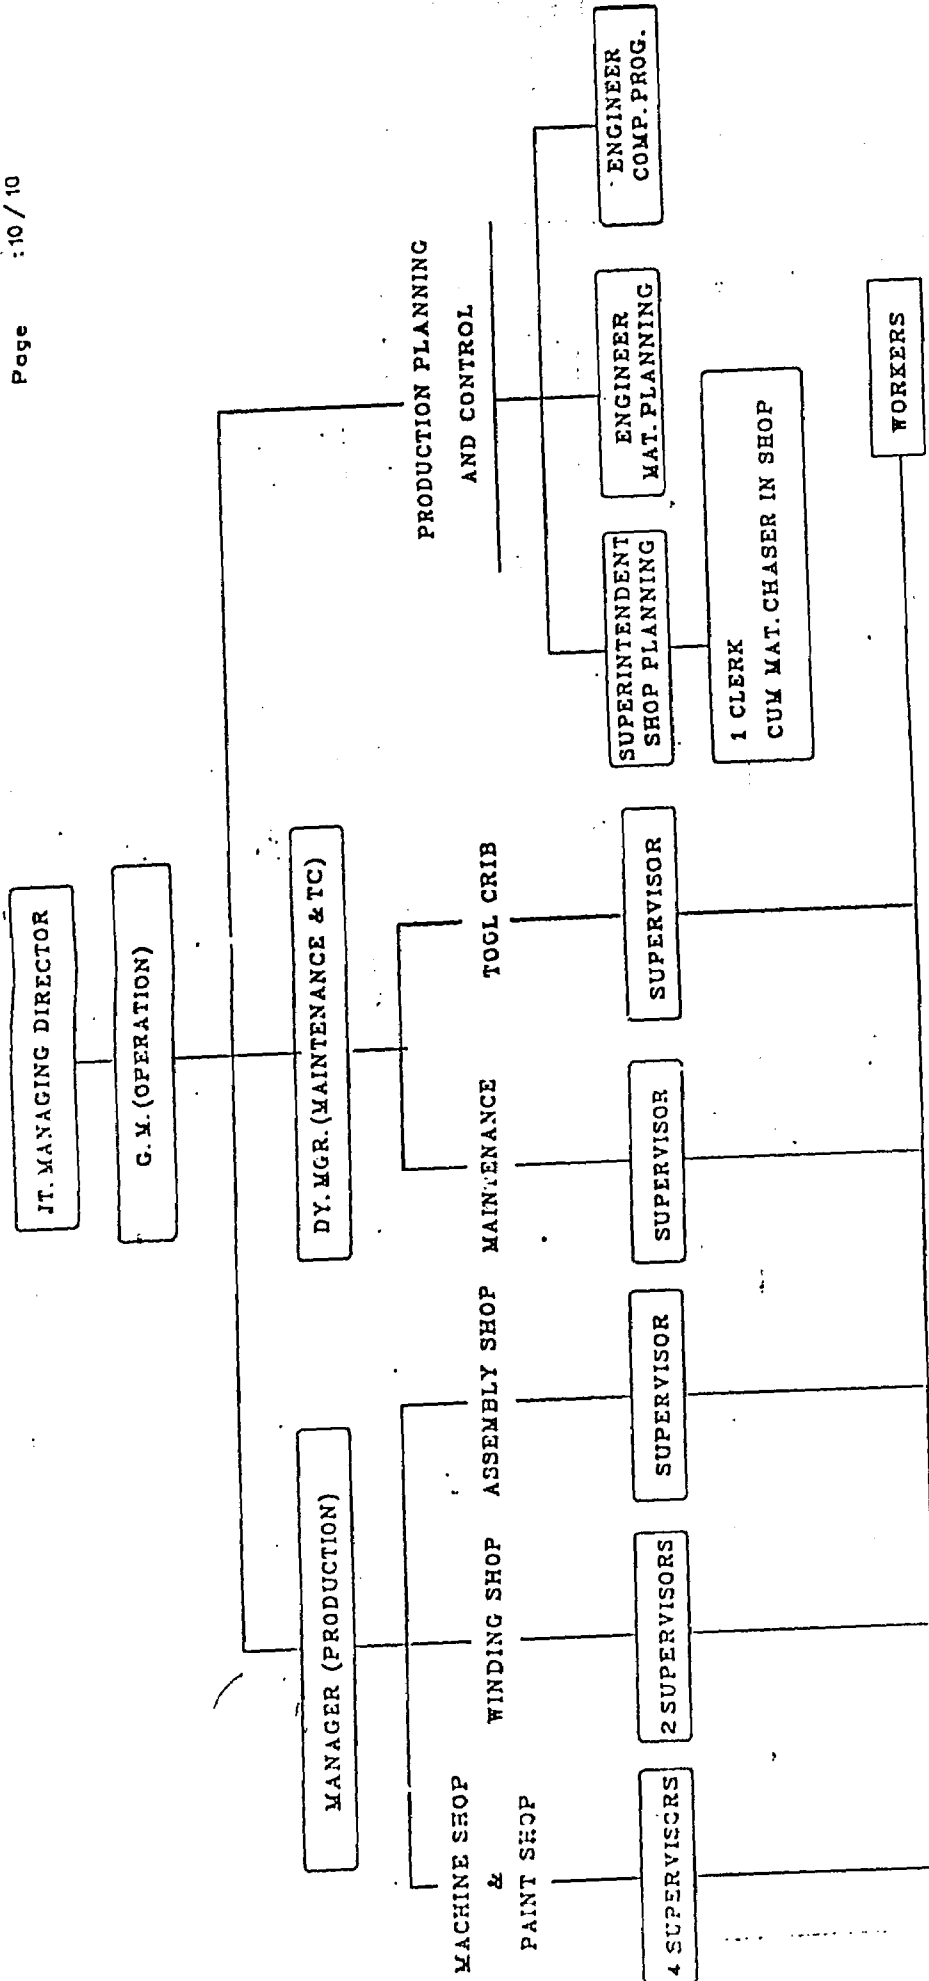 Page :10/10
JT. MANAGING DIRECTOR
G.M.(OPERATION)
MANAGER (PRODUCTION)
DY. MGR.(MAINTENANCE & TC)
PRODUCTION PLANNING
AND CONTROL
MACHINE SHOP
&
PAINT SHOP
WINDING SHOP
ASSEMBLY SHOP
MAINTENANCE
TOOL CRIB
4 SUPERVISORS
2 SUPERVISORS
SUPERVISOR
SUPERVISOR
SUPERVISOR
SUPERINTENDENT
SHOP PLANNING
ENGINEER
MAT. PLANNING
ENGINEER
COMP. PROG.
1 CLERK
CUM MAT. CHASER IN SHOP
WORKERS